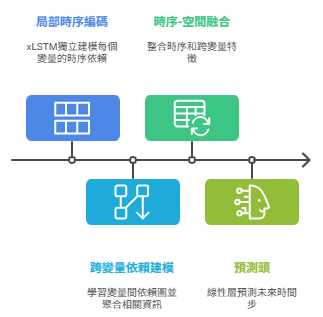 局部時序編碼
xLSTM獨立建模每個
變量的時序依賴
時序-空間融合
整合時序和跨變量特
徵
跨變量依賴建模
學習變量間依賴圖並
聚合相關資訊
預測頭
線性層預測未來時間
步